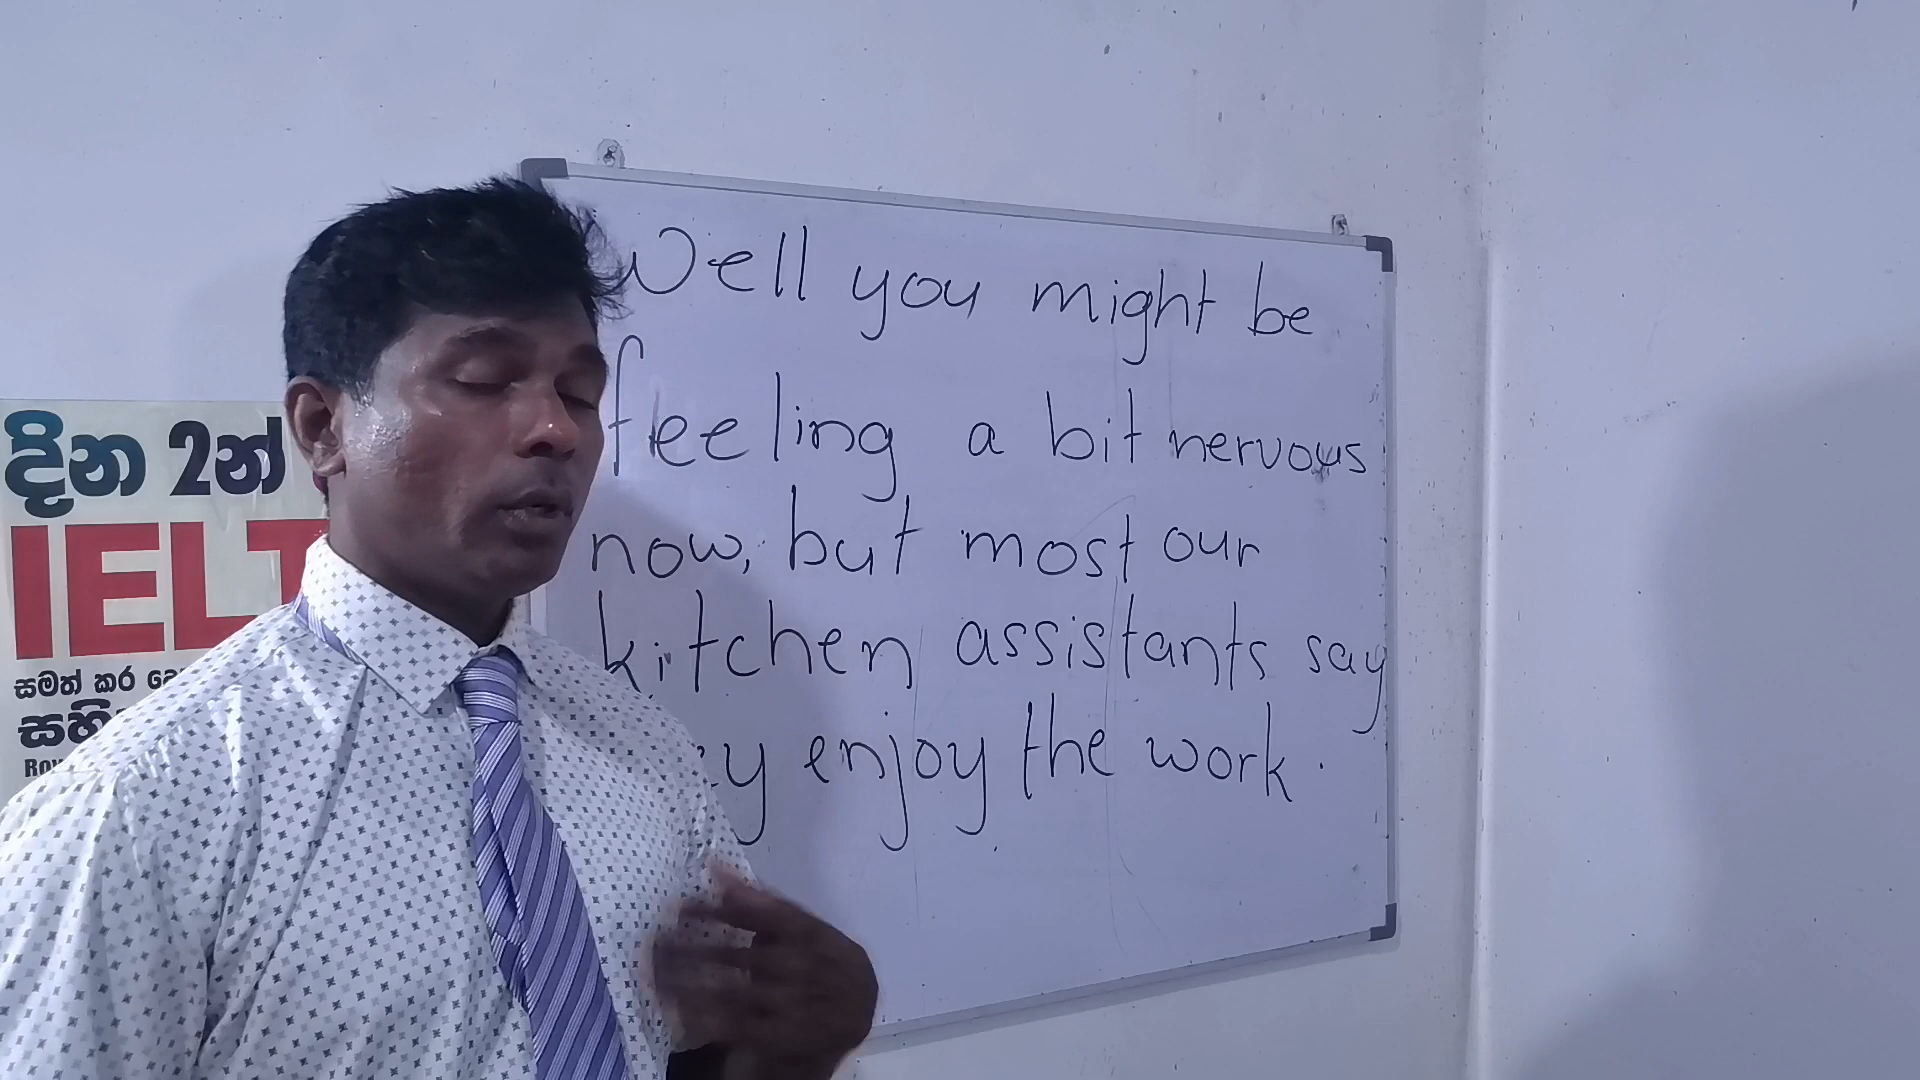 Well you might be
feeling a bit nervous
now, but most our
kitchen assistants say
enjoy the work.
දින 2න්
IELT
සමත් කර